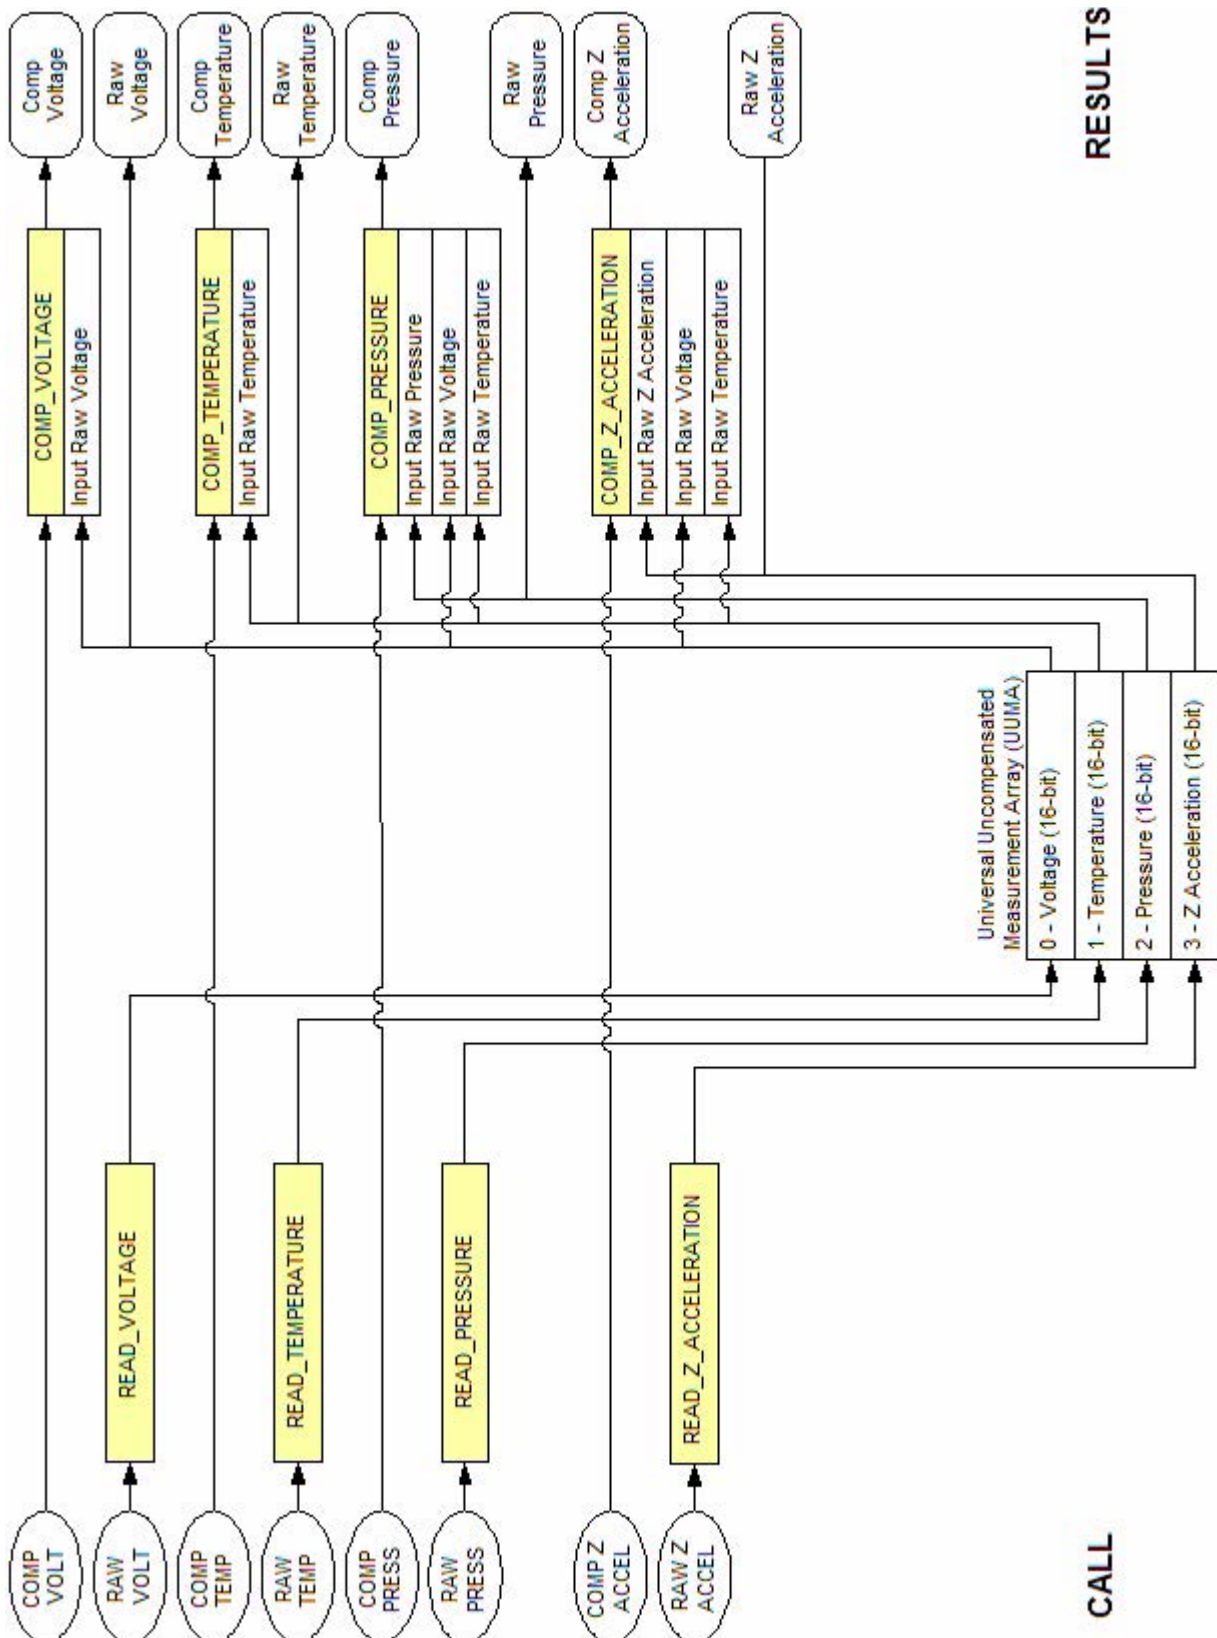 COMP
VOLT
RAW
VOLT
COMP
TEMP
RAW
TEMP
COMP
PRESS
RAW
PRESS
COMP Z
ACCEL
RAW Z
ACCEL
CALL
READ_VOLTAGE
READ_TEMPERATURE
READ_PRESSURE
READ_Z_ACCELERATION
Universal Uncompensated
Measurement Array (UUMA)
0 - Voltage (16-bit)
1 - Temperature (16-bit)
2 - Pressure (16-bit)
3 - Z Acceleration (16-bit)
COMP_VOLTAGE
Input Raw Voltage
COMP_TEMPERATURE
Input Raw Temperature
COMP_PRESSURE
Input Raw Pressure
Input Raw Voltage
Input Raw Temperature
COMP_Z_ACCELERATION
Input Raw Z Acceleration
Input Raw Voltage
Input Raw Temperature
Comp
Voltage
Raw
Voltage
Comp
Temperature
Raw
Temperature
Comp
Pressure
Raw
Pressure
Comp Z
Acceleration
Raw Z
Acceleration
RESULTS